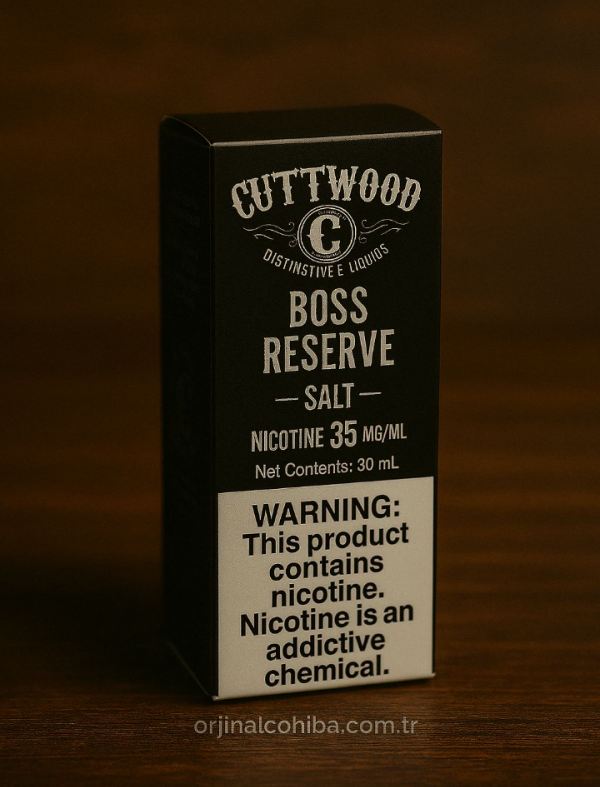 CUTTWOOD
C
DISTINSTIVE E LIQUIDS
BOSS
RESERVE
— SALT —
NICOTINE 35 MG/ML
Net Contents: 30 mL
WARNING:
This product
contains
nicotine.
Nicotine is an
addictive
chemical.
orjinalcohiba.com.tr